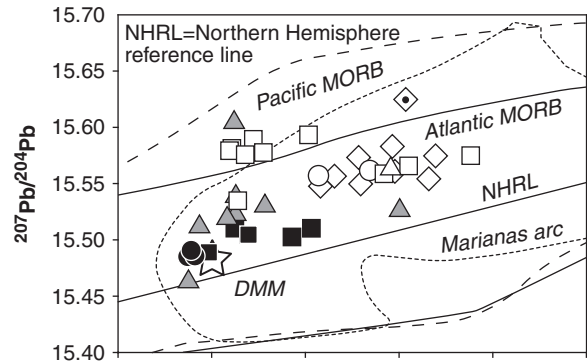 15.70
NHRL=Northern Hemisphere
reference line
Pacific MORB
15.65
15.60
Atlantic MORB
²⁰⁷Pb/²⁰⁴Pb
15.55
NHRL
15.50
Marianas arc
15.45
DMM
15.40